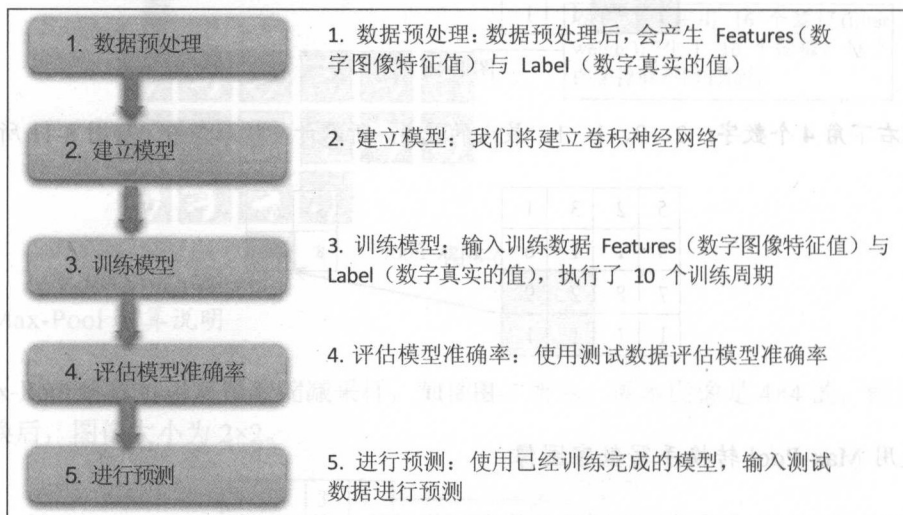 1. 数据预处理
1. 数据预处理：数据预处理后，会产生 Features（数
字图像特征值）与 Label（数字真实的值）
2. 建立模型
2. 建立模型：我们将建立卷积神经网络
3. 训练模型
3. 训练模型：输入训练数据 Features（数字图像特征值）与
Label（数字真实的值），执行了 10 个训练周期
4. 评估模型准确率
4. 评估模型准确率：使用测试数据评估模型准确率
5. 进行预测
5. 进行预测：使用已经训练完成的模型，输入测试
数据进行预测